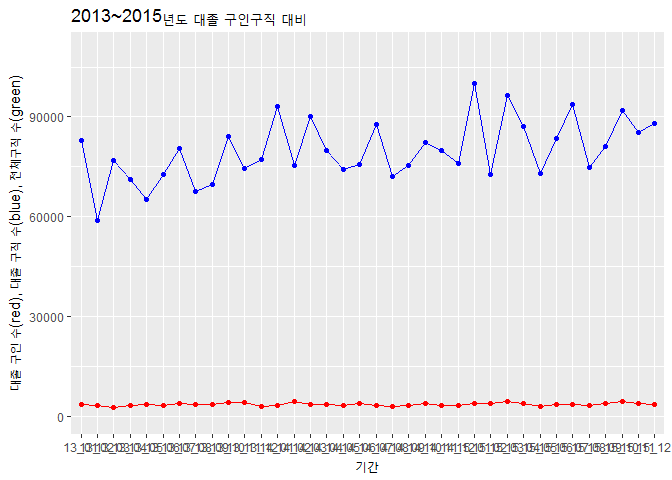 2013~2015년도 대졸 구인구직 대비
대졸 구인 수(red), 대졸 구직 수(blue), 전체구직 수(green)
90000
60000
30000
0
기간